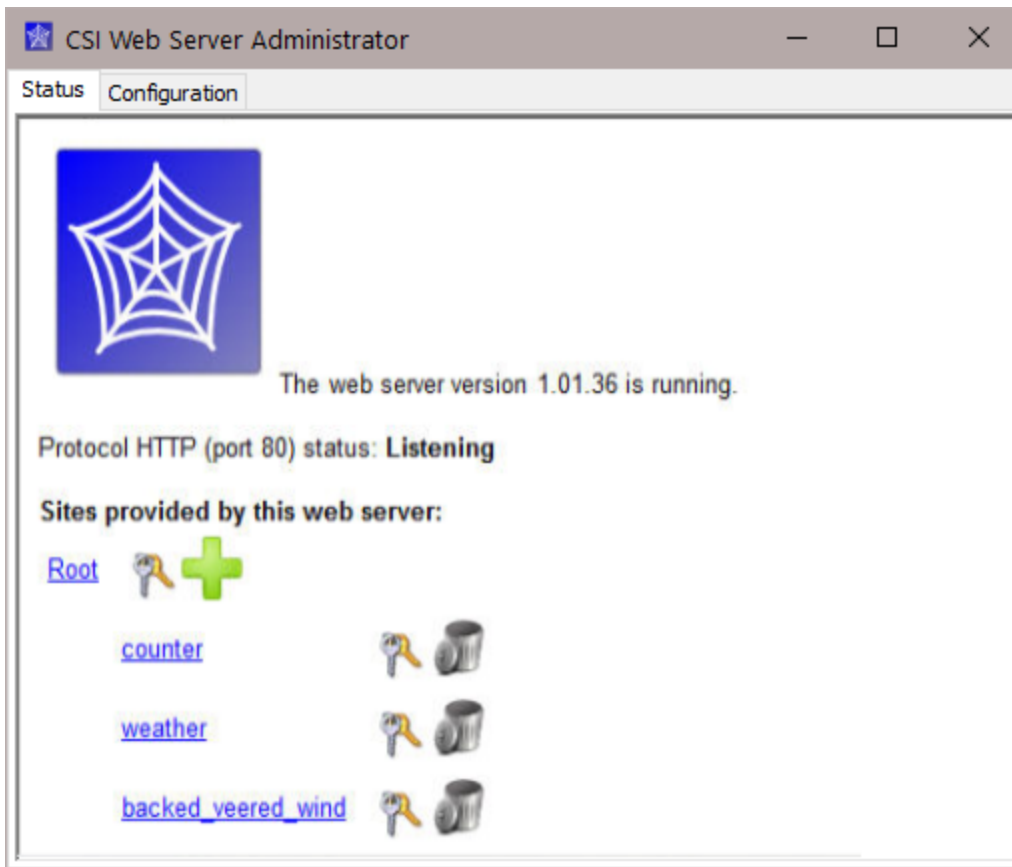 CSI Web Server Administrator
Status Configuration
The web server version 1.01.36 is running.
Protocol HTTP (port 80) status: Listening
Sites provided by this web server:
Root
counter
weather
backed_veered_wind